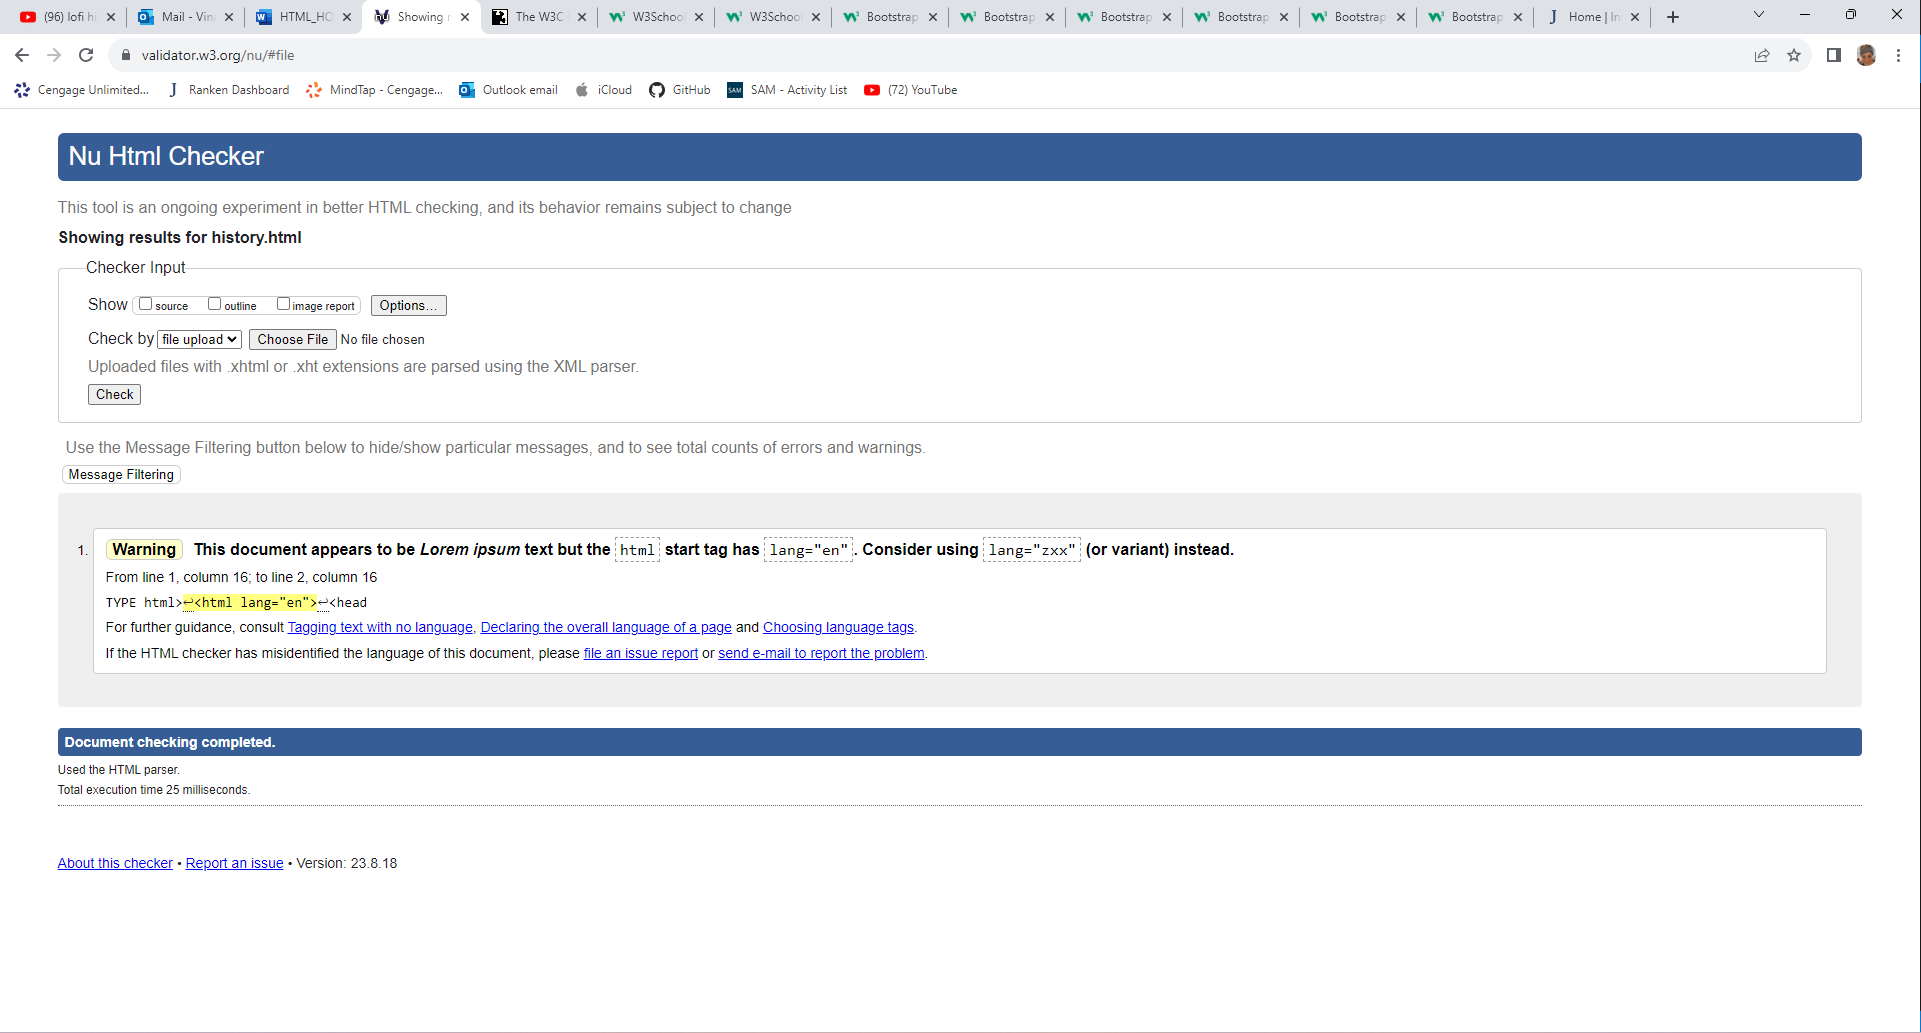 (96) lofi hi
Mail - Vin
HTML_HO
Showing r
The W3C
W3School
W3School
Bootstrap
Bootstrap
Bootstrap
Bootstrap
Bootstrap
Bootstrap
Home | In
validator.w3.org/nu/#file
Cengage Unlimited...
Ranken Dashboard
MindTap - Cengage...
Outlook email
iCloud
GitHub
SAM
SAM - Activity List
(72) YouTube
Nu Html Checker
This tool is an ongoing experiment in better HTML checking, and its behavior remains subject to change
Showing results for history.html
Checker Input
Show source outline image report Options...
Check by file upload Choose File No file chosen
Uploaded files with .xhtml or .xht extensions are parsed using the XML parser.
Check
Use the Message Filtering button below to hide/show particular messages, and to see total counts of errors and warnings.
Message Filtering
1. Warning This document appears to be Lorem ipsum text but the html start tag has lang="en". Consider using lang="zxx" (or variant) instead.
From line 1, column 16; to line 2, column 16
TYPE html>↩<html lang="en">↩<head
For further guidance, consult Tagging text with no language, Declaring the overall language of a page and Choosing language tags.
If the HTML checker has misidentified the language of this document, please file an issue report or send e-mail to report the problem.
Document checking completed.
Used the HTML parser.
Total execution time 25 milliseconds.
About this checker • Report an issue • Version: 23.8.18